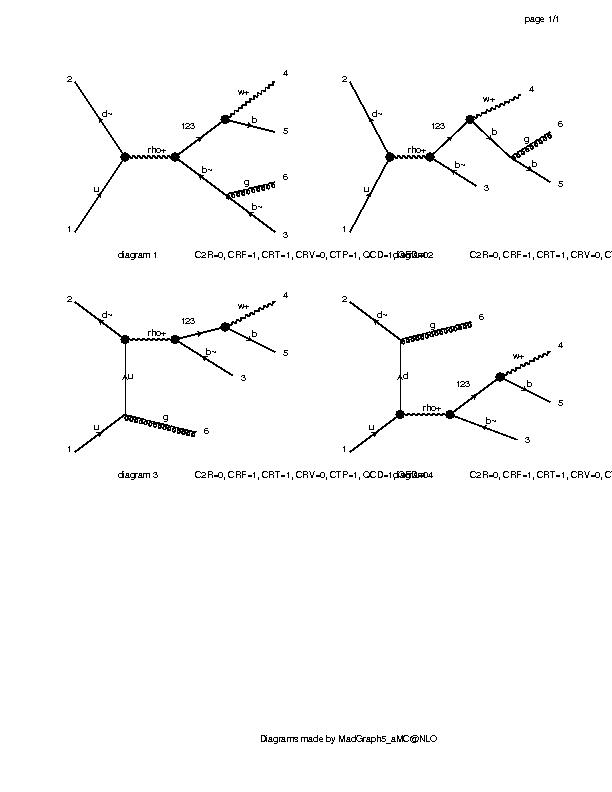 page 1/1
2
d~
u
1
rho+
123
w+
4
b
5
b~
g
6
b~
3
diagram 1
C2R=0, CRF=1, CRT=1, CRV=0, CTP=1, QCD=1, QED=0
2
d~
u
1
rho+
123
w+
4
b
g
6
b
5
b~
3
diagram 2
C2R=0, CRF=1, CRT=1, CRV=0, CT
2
d~
u
u
1
g
6
rho+
123
w+
4
b
5
b~
3
diagram 3
C2R=0, CRF=1, CRT=1, CRV=0, CTP=1, QCD=1, QED=0
2
d~
g
6
d
u
1
rho+
123
w+
4
b
5
b~
3
diagram 4
C2R=0, CRF=1, CRT=1, CRV=0, CT
Diagrams made by MadGraph5_aMC@NLO